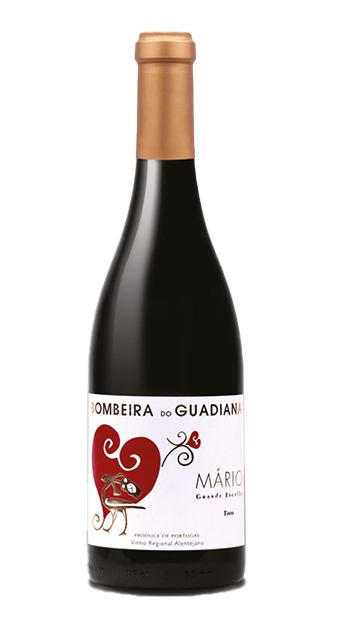 BOMBEIRA DO GUADIANA
MÁRIO
Grande Escolha
Tinto
PRODUCE OF PORTUGAL
Vinho Regional Alentejano